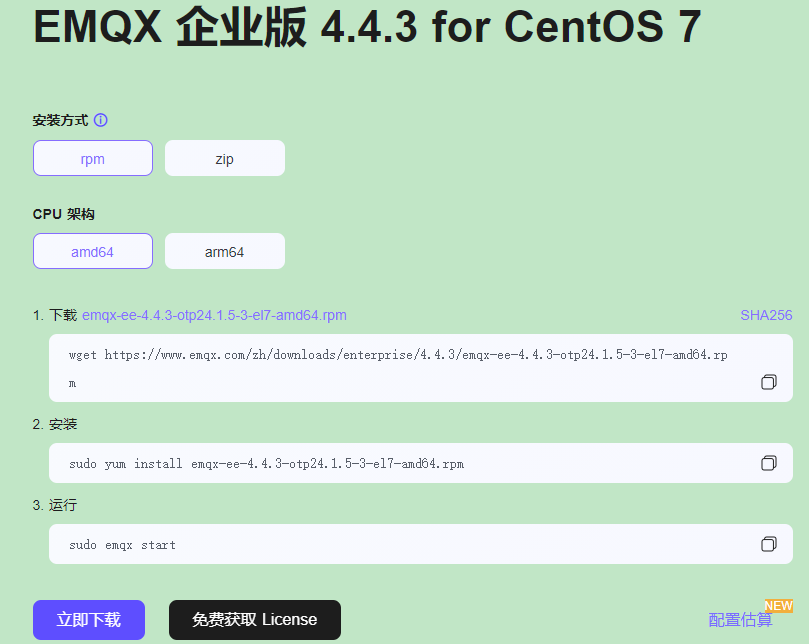 EMQX 企业版 4.4.3 for CentOS 7
安装方式
rpm zip
CPU 架构
amd64 arm64
1. 下载 emqx-ee-4.4.3-otp24.1.5-3-el7-amd64.rpm SHA256
wget https://www.emqx.com/zh/downloads/enterprise/4.4.3/emqx-ee-4.4.3-otp24.1.5-3-el7-amd64.rp
m
2. 安装
sudo yum install emqx-ee-4.4.3-otp24.1.5-3-el7-amd64.rpm
3. 运行
sudo emqx start
NEW
立即下载 免费获取 License 配置估算